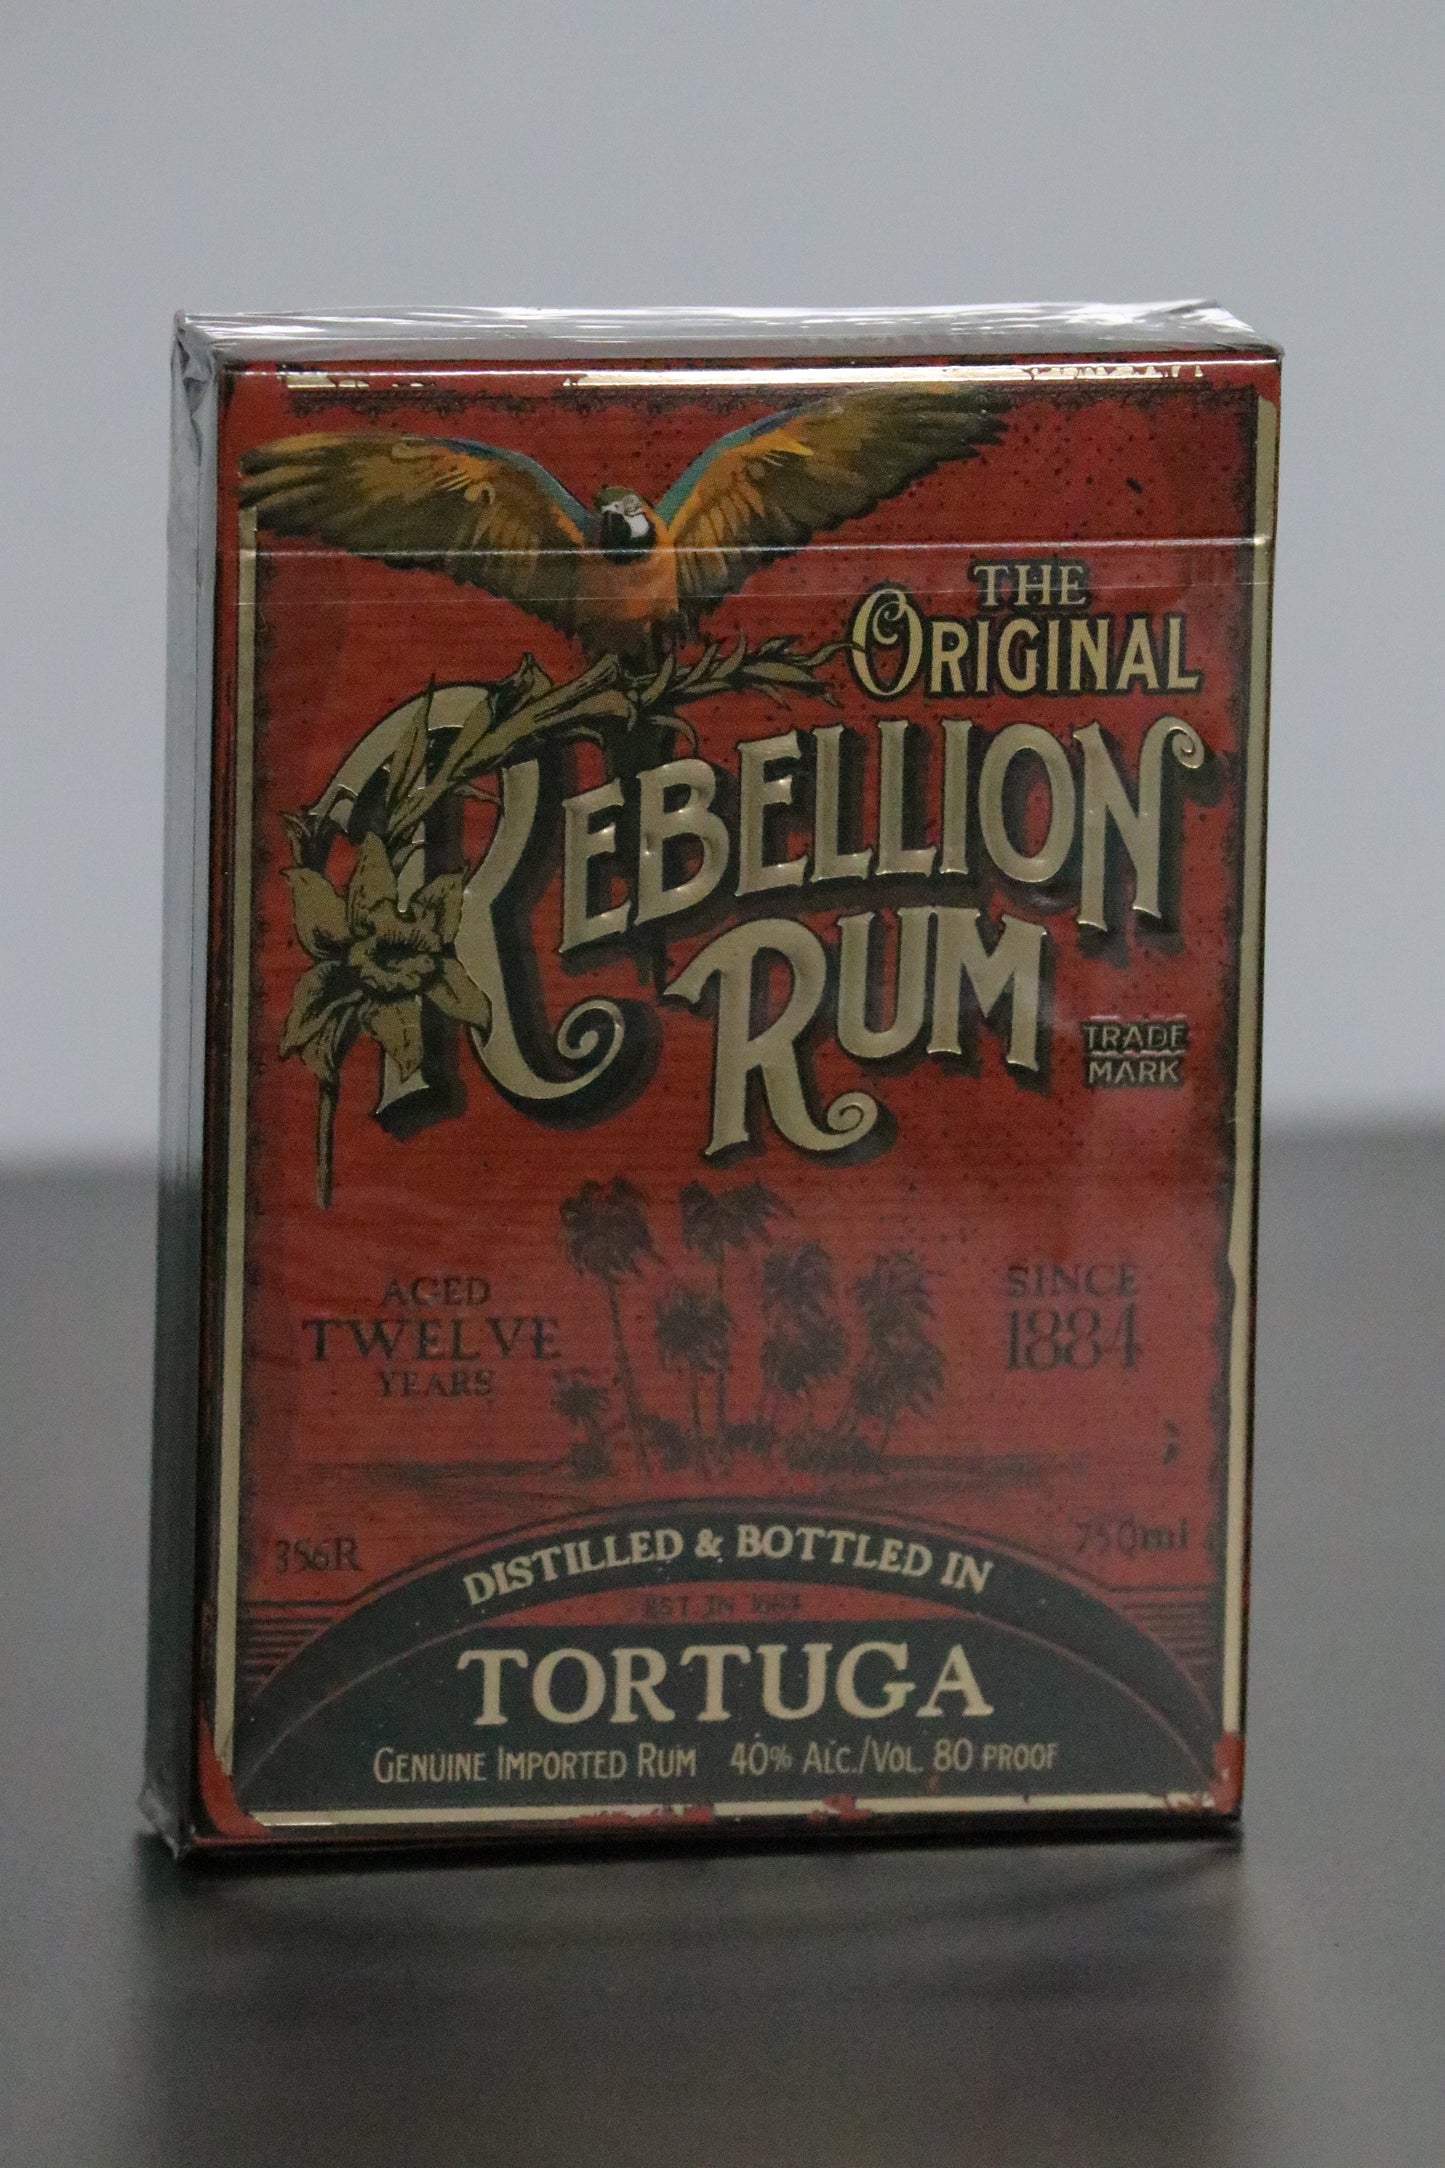 THE
ORIGINAL
REBELLION
RUM
TRADE
MARK
AGED
TWELVE
YEARS
SINCE
1884
356R
750ml
DISTILLED & BOTTLED IN
TORTUGA
GENUINE IMPORTED RUM 40% ALC./VOL. 80 PROOF